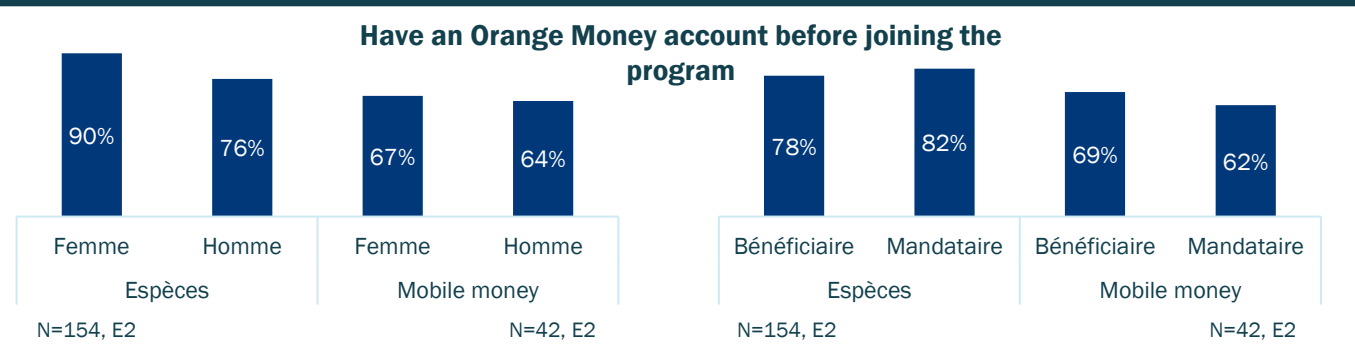 Have an Orange Money account before joining the
program
90%
76%
67%
64%
Femme
Homme
Femme
Homme
Espèces
Mobile money
N=154, E2
N=42, E2
78%
82%
69%
62%
Bénéficiaire
Mandataire
Bénéficiaire
Mandataire
Espèces
Mobile money
N=154, E2
N=42, E2